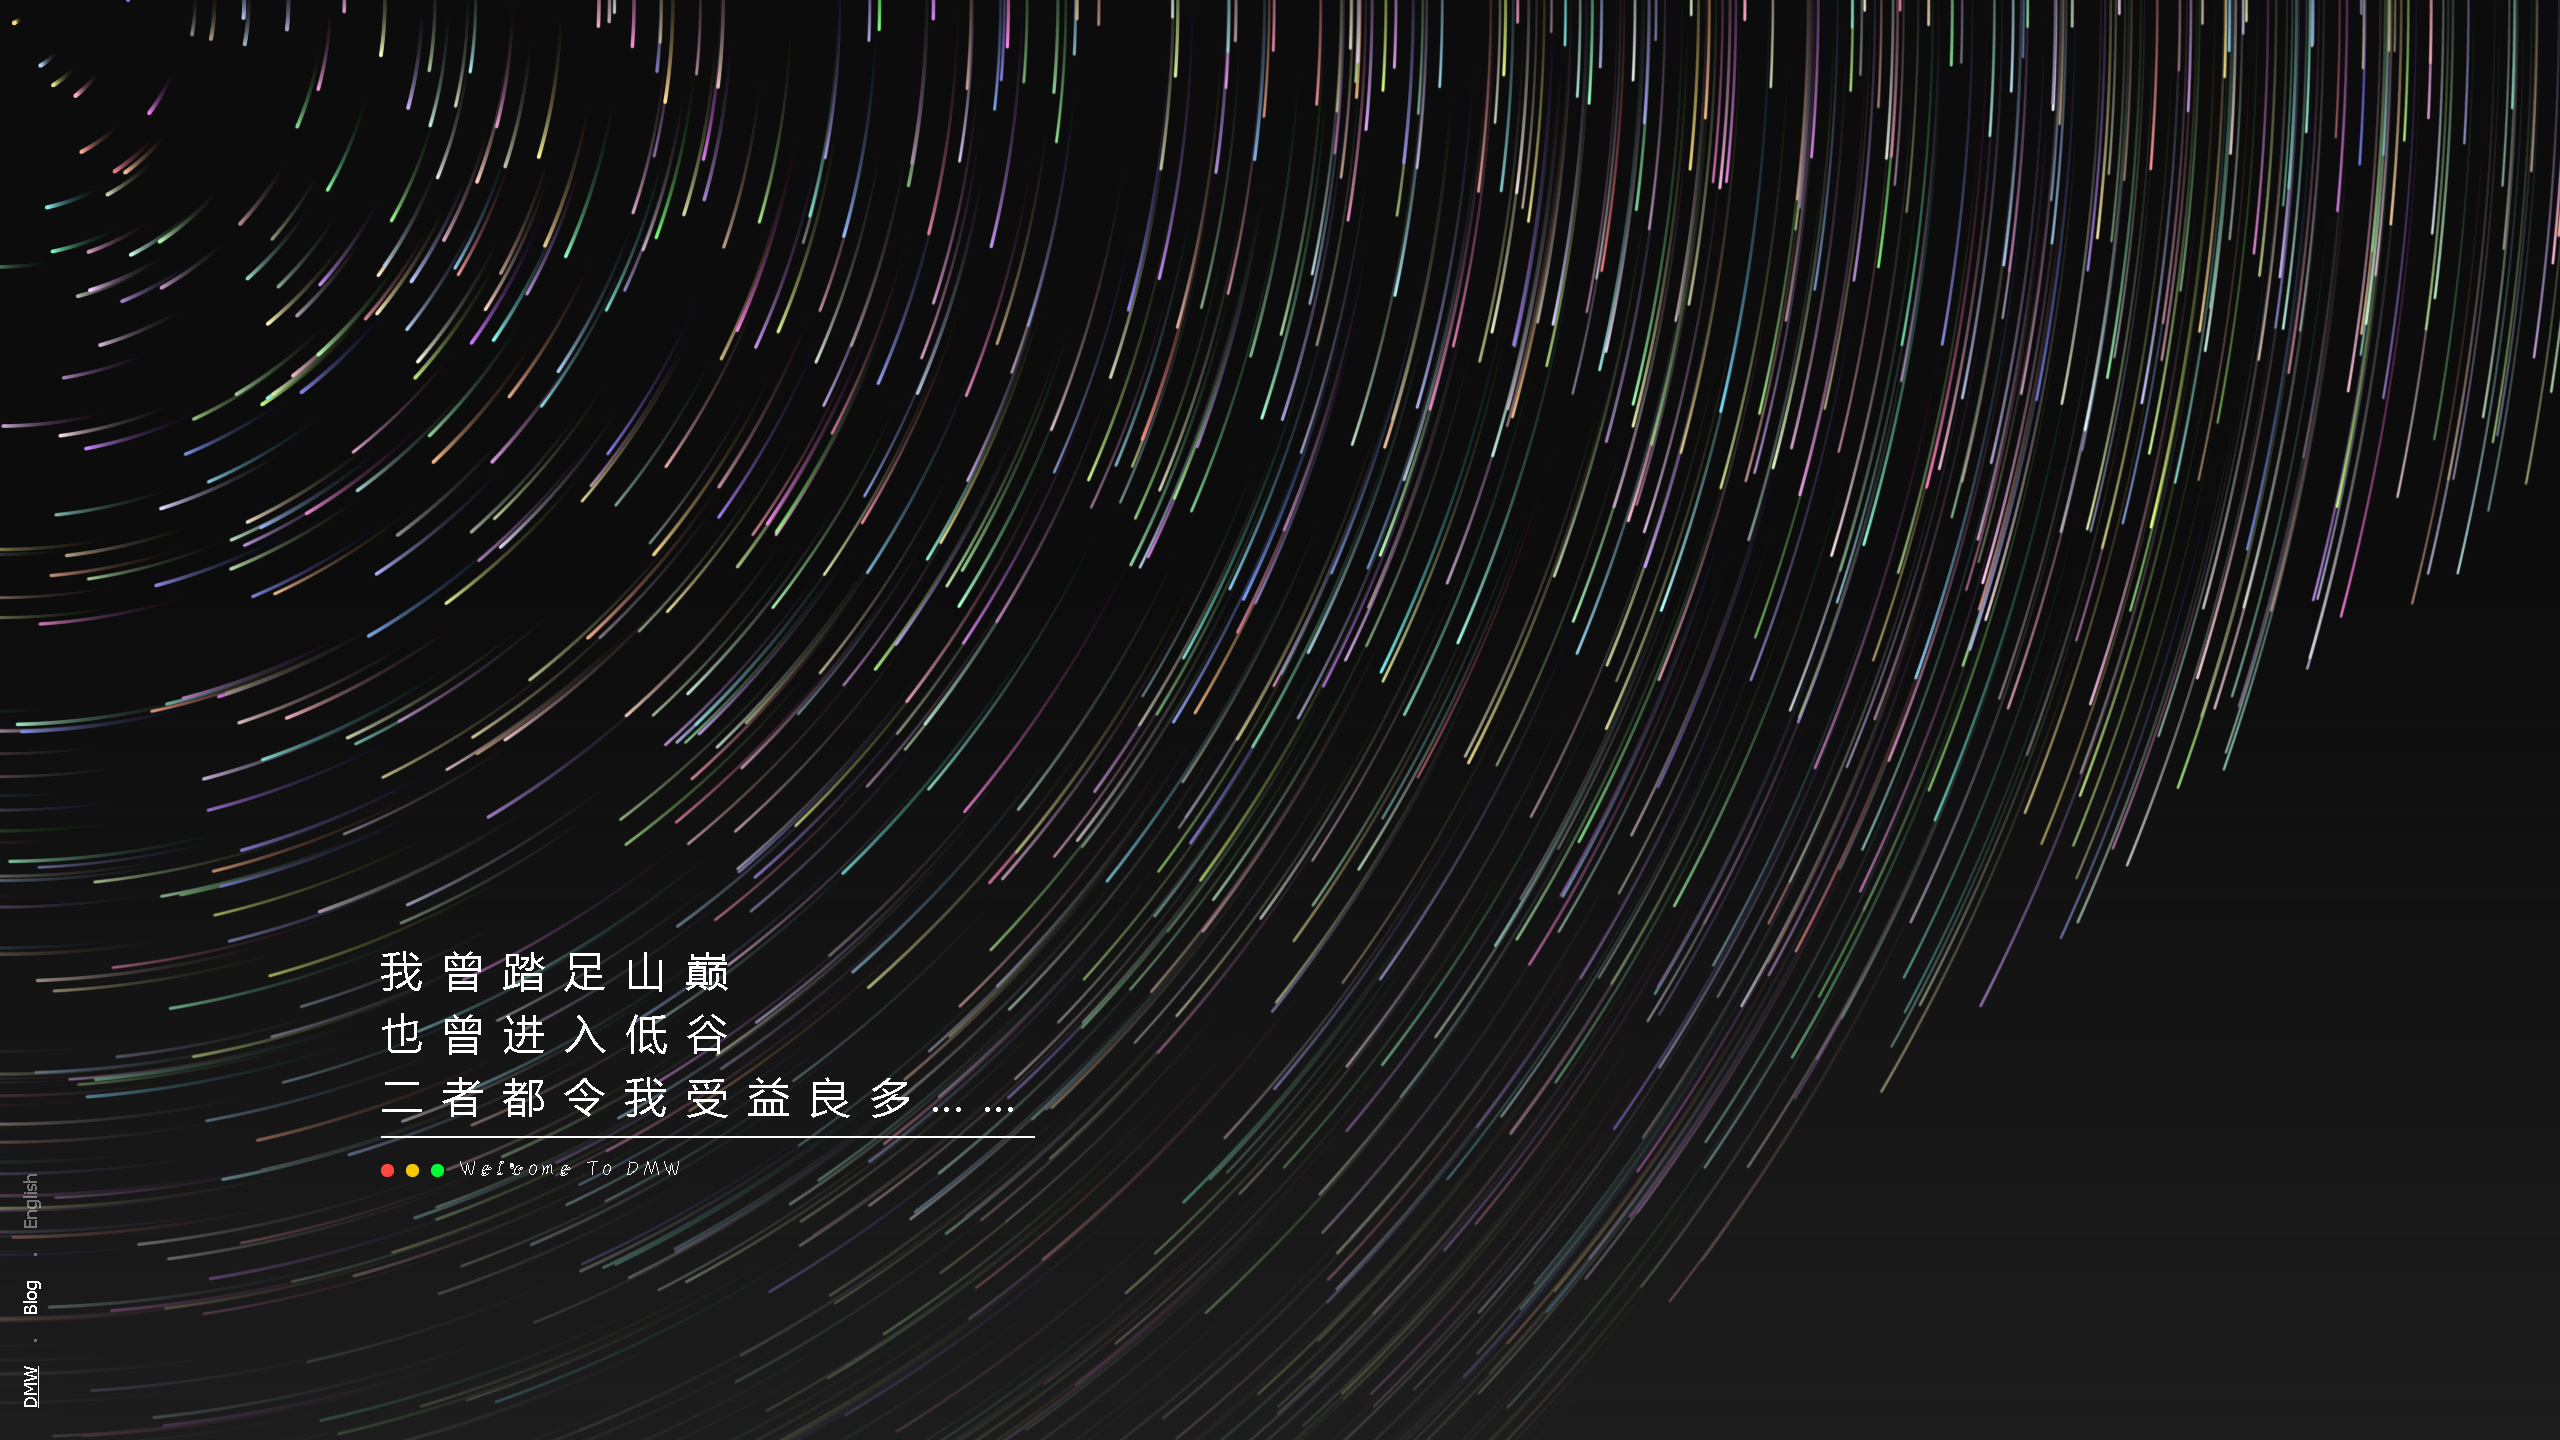 我曾踏足山巅
也曾进入低谷
二者都令我受益良多... ...
Welcome To DMW
DMW · Blog · English